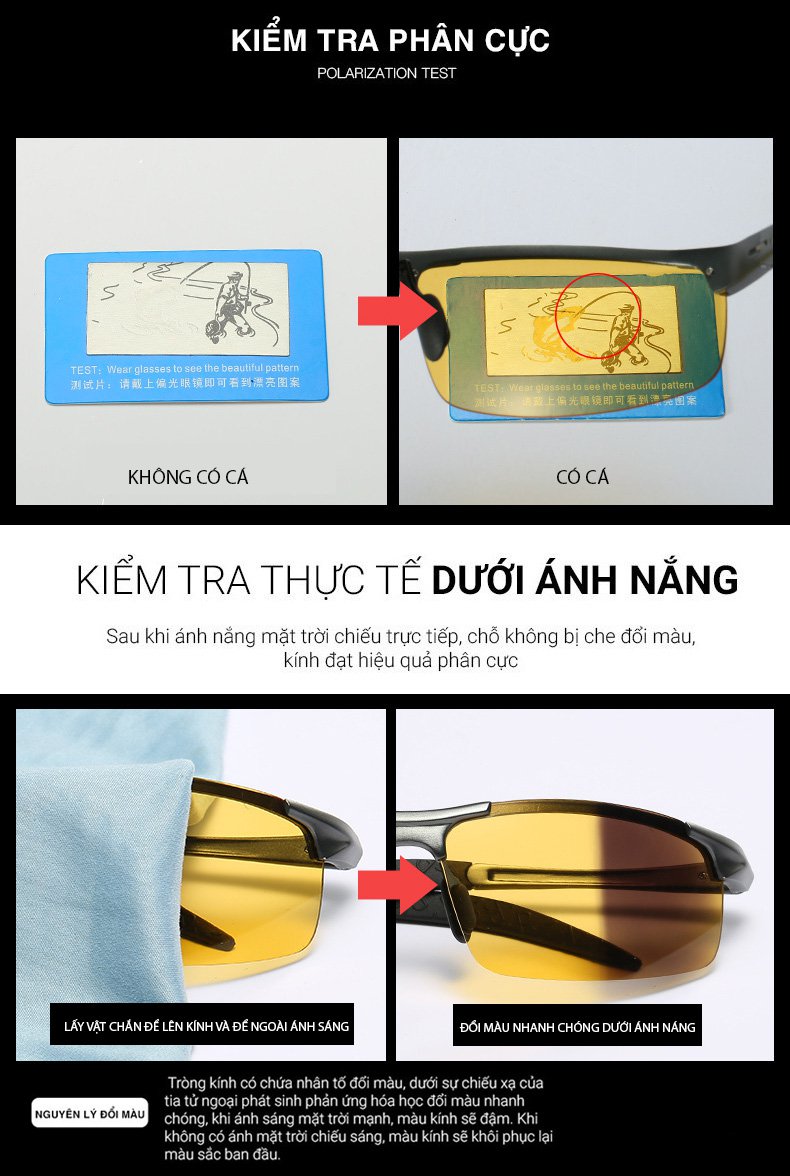 KIỂM TRA PHÂN CỰC
POLARIZATION TEST
TEST: Wear glasses to see the beautiful pattern
测试片：请戴上偏光眼镜即可看到漂亮图案
TEST: Wear glasses to see the beautiful pattern
测试片：请戴上偏光眼镜即可看到漂亮图案
KHÔNG CÓ CÁ
CÓ CÁ
KIỂM TRA THỰC TẾ DƯỚI ÁNH NẮNG
Sau khi ánh nắng mặt trời chiếu trực tiếp, chỗ không bị che đổi màu,
kính đạt hiệu quả phân cực
LẤY VẬT CHẮN ĐỂ LÊN KÍNH VÀ ĐỂ NGOÀI ÁNH SÁNG
ĐỔI MÀU NHANH CHÓNG DƯỚI ÁNH NẮNG
NGUYÊN LÝ ĐỔI MÀU
Tròng kính có chứa nhân tố đổi màu, dưới sự chiếu xạ của
tia tử ngoại phát sinh phản ứng hóa học đổi màu nhanh
chóng, khi ánh sáng mặt trời mạnh, màu kính sẽ đậm. Khi
không có ánh mặt trời chiếu sáng, màu kính sẽ khôi phục lại
màu sắc ban đầu.